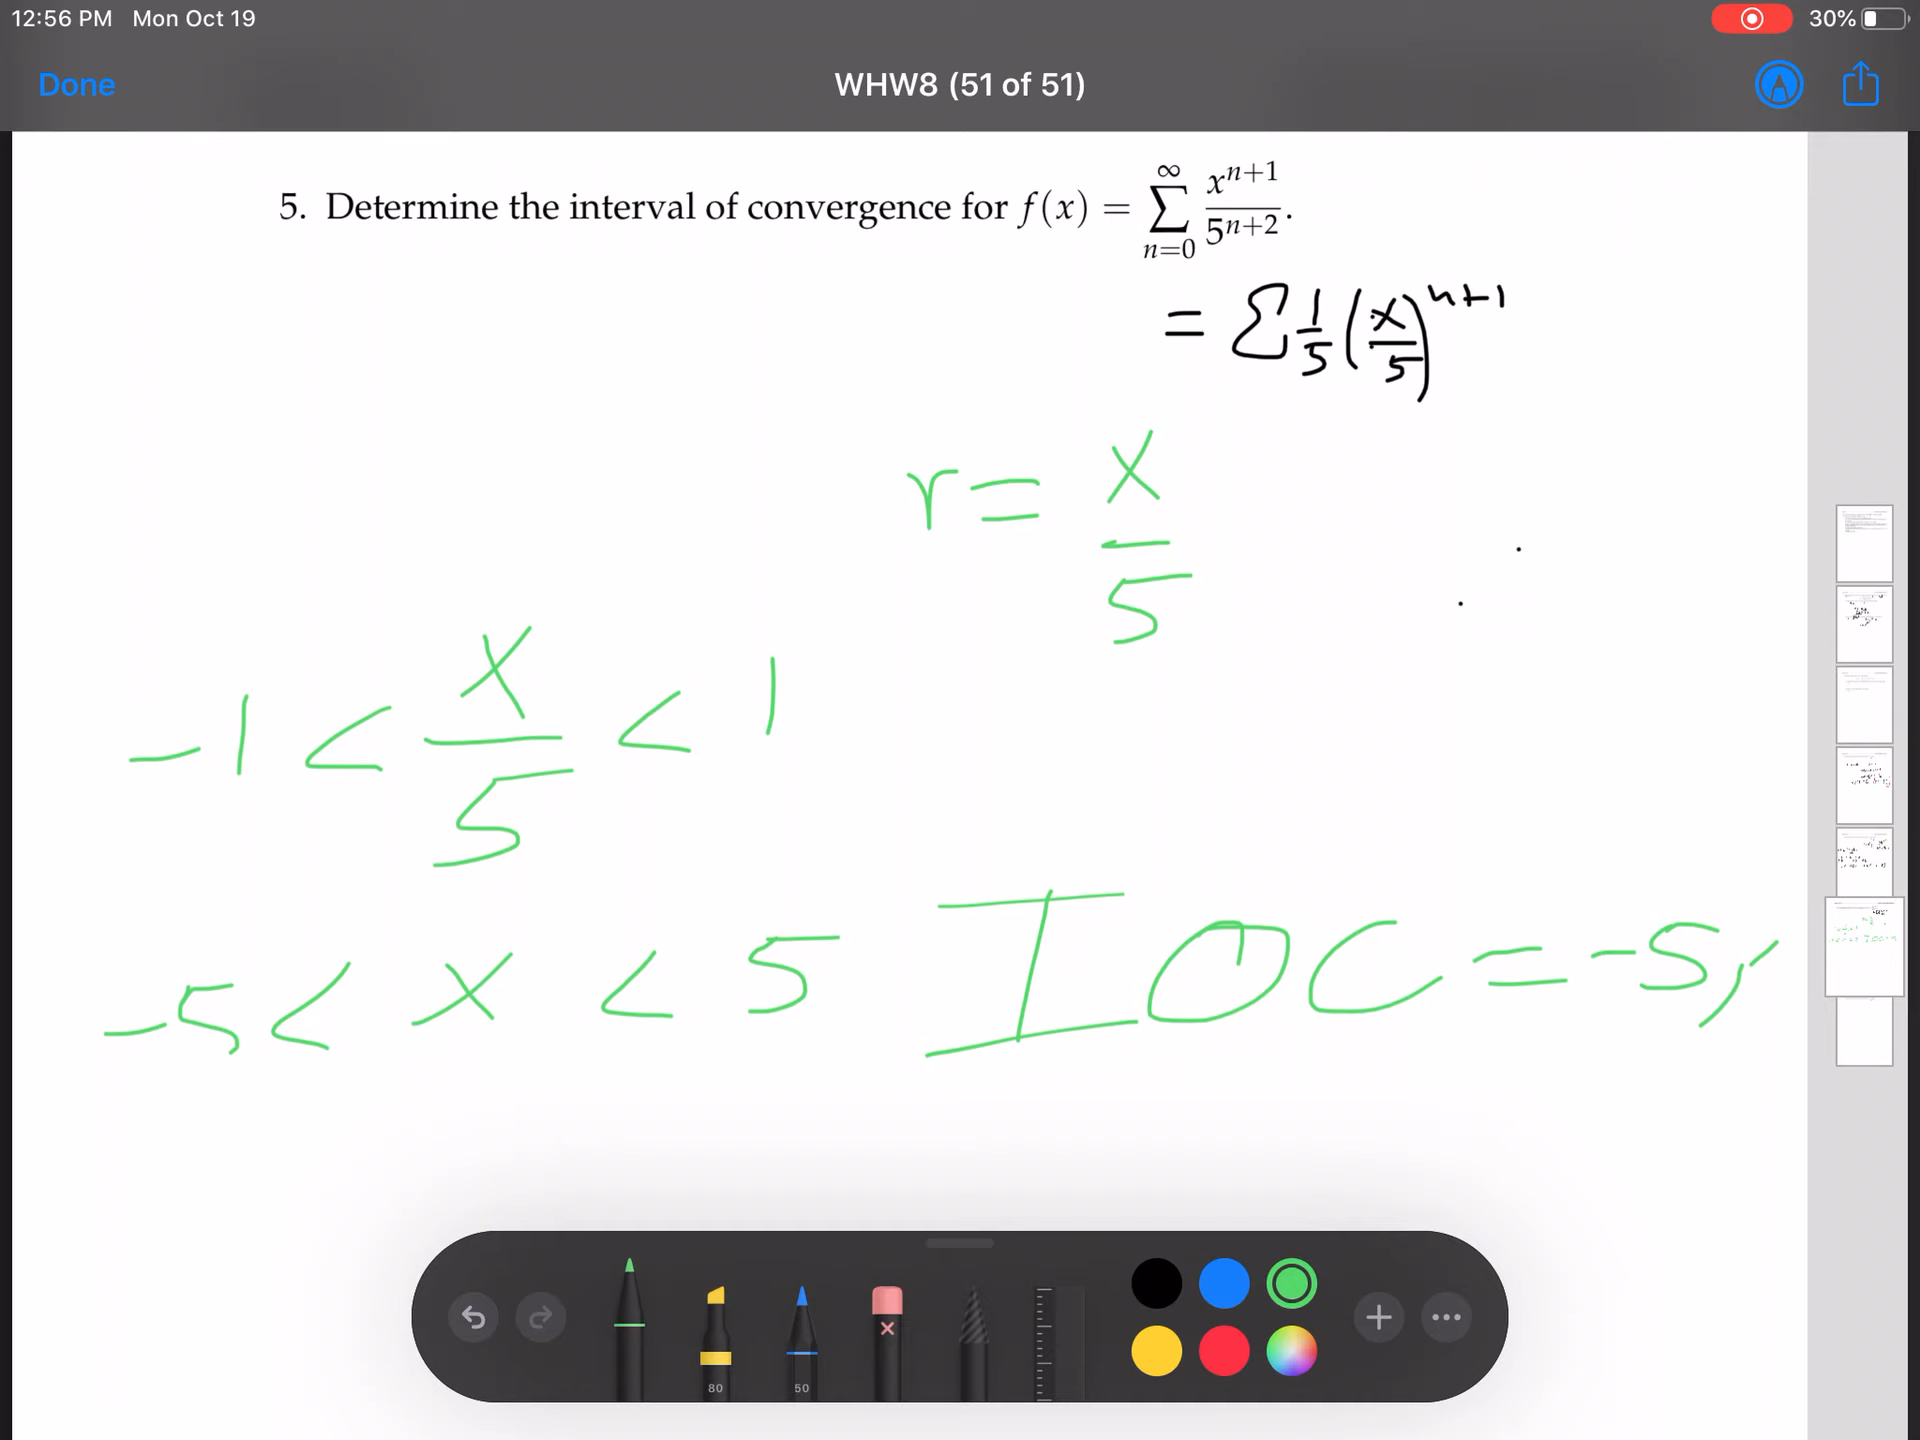 12:56 PM Mon Oct 19 30%
Done WHW8 (51 of 51)
5. Determine the interval of convergence for f(x) = ∑_{n=0}^{∞} x^{n+1}/5^{n+2}.
= Σ 1/5 (x/5)^{n+1}
r = x/5
-1 < x/5 < 1
-5 < x < 5 IOC = -5,
80 50